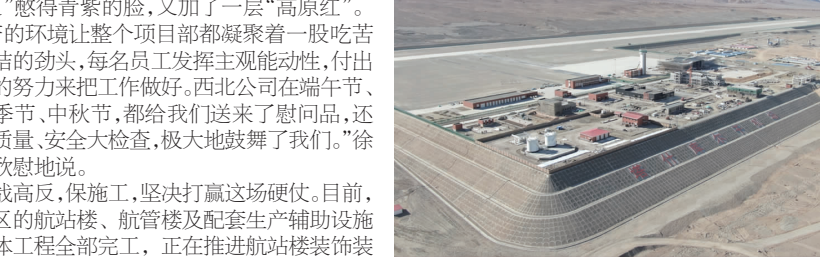 ”憋得青紫的脸,又加了一层“高原红”。
的环境让整个项目部都凝聚着一股吃苦
的劲头,每名员工发挥主观能动性,付出
的努力来把工作做好。西北公司在端午节、
季节、中秋节,都给我们送来了慰问品,还
质量、安全大检查,极大地鼓舞了我们。”徐
欣慰地说。
战高反,保施工,坚决打赢这场硬仗。目前,
区的航站楼、航管楼及配套生产辅助设施
体工程全部完工，正在推进航站楼装饰装